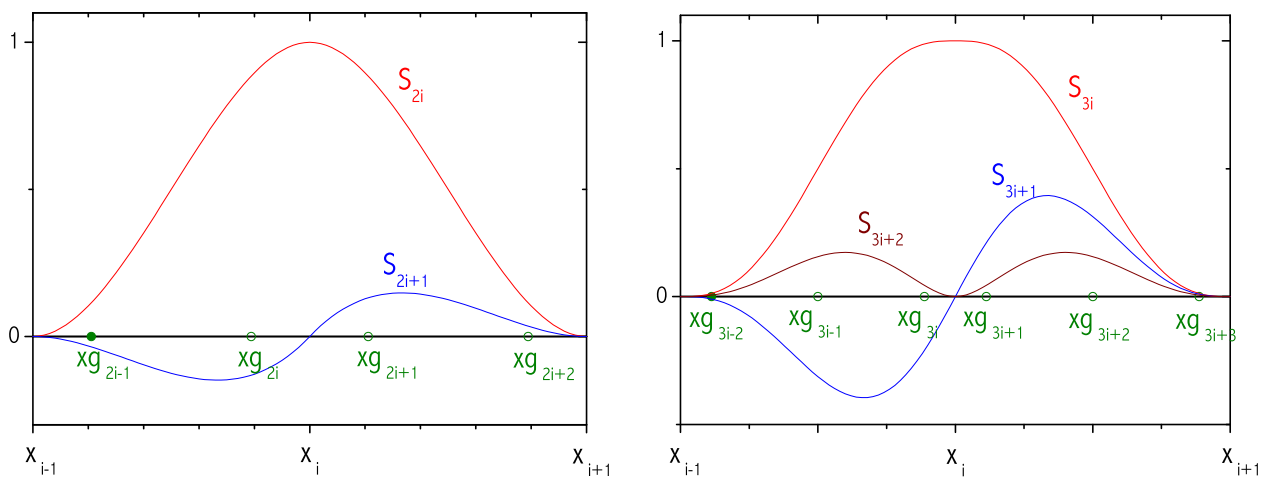 1
S2i
S2i+1
0
xg2i-1
xg2i
xg2i+1
xg2i+2
xi-1
xi
xi+1
1
S3i
S3i+1
S3i+2
0
xg3i-2
xg3i-1
xg3i
xg3i+1
xg3i+2
xg3i+3
xi-1
xi
xi+1